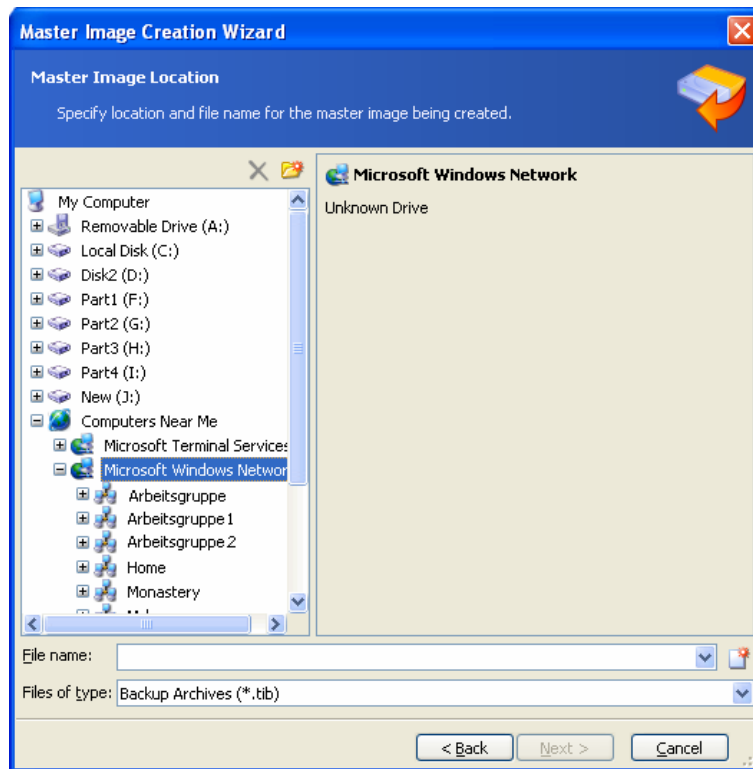 Master Image Creation Wizard
Master Image Location
Specify location and file name for the master image being created.
My Computer
Removable Drive (A:)
Local Disk (C:)
Disk2 (D:)
Part1 (F:)
Part2 (G:)
Part3 (H:)
Part4 (I:)
New (J:)
Computers Near Me
Microsoft Terminal Services
Microsoft Windows Networ
Arbeitsgruppe
Arbeitsgruppe1
Arbeitsgruppe2
Home
Monastery
Microsoft Windows Network
Unknown Drive
File name:
Files of type: Backup Archives (*.tib)
< Back Next > Cancel